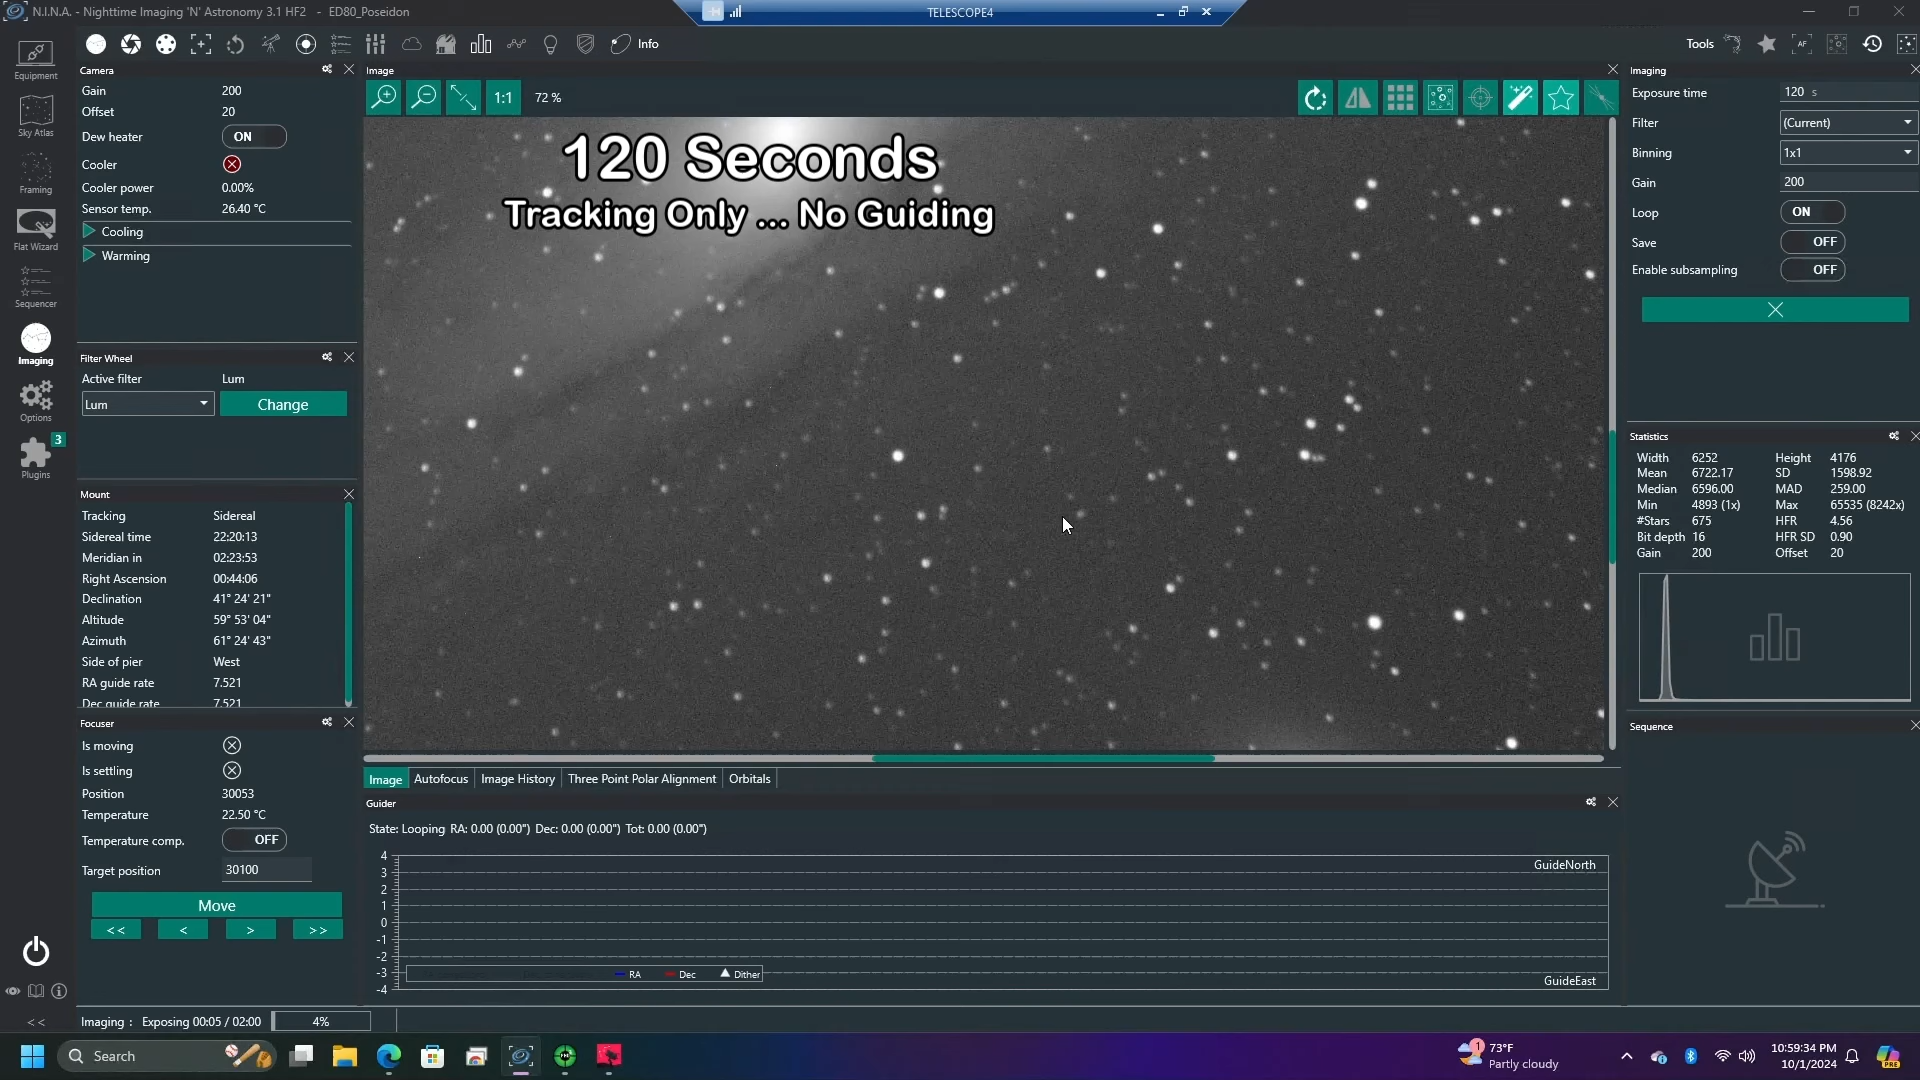 N.I.N.A. - Nighttime Imaging 'N' Astronomy 3.1 HF2 - ED80_Poseidon
TELESCOPE4
Info
Tools
AF
Equipment
Sky Atlas
Framing
Flat Wizard
Sequencer
Imaging
Options
3
Plugins
Camera
Gain 200
Offset 20
Dew heater ON
Cooler
Cooler power 0.00%
Sensor temp. 26.40 °C
Cooling
Warming
Filter Wheel
Active filter Lum
Lum Change
Mount
Tracking Sidereal
Sidereal time 22:20:13
Meridian in 02:23:53
Right Ascension 00:44:06
Declination 41° 24' 21"
Altitude 59° 53' 04"
Azimuth 61° 24' 43"
Side of pier West
RA guide rate 7.521
Dec guide rate 7.521
Focuser
Is moving
Is settling
Position 30053
Temperature 22.50 °C
Temperature comp. OFF
Target position 30100
Move
<< < > >>
Image
1:1 72 %
120 Seconds
Tracking Only ... No Guiding
Image Autofocus Image History Three Point Polar Alignment Orbitals
Guider
State: Looping RA: 0.00 (0.00") Dec: 0.00 (0.00") Tot: 0.00 (0.00")
4
3
2
1
0
-1
-2
-3
-4
GuideNorth
GuideEast
RA Dec Dither
Imaging
Exposure time 120 s
Filter (Current)
Binning 1x1
Gain 200
Loop ON
Save OFF
Enable subsampling OFF
Statistics
Width 6252 Height 4176
Mean 6722.17 SD 1598.92
Median 6596.00 MAD 259.00
Min 4893 (1x) Max 65535 (8242x)
#Stars 675 HFR 4.56
Bit depth 16 HFR SD 0.90
Gain 200 Offset 20
Sequence
<<
Imaging : Exposing 00:05 / 02:00 4%
Search
1
73°F
Partly cloudy
10:59:34 PM
10/1/2024
PRE